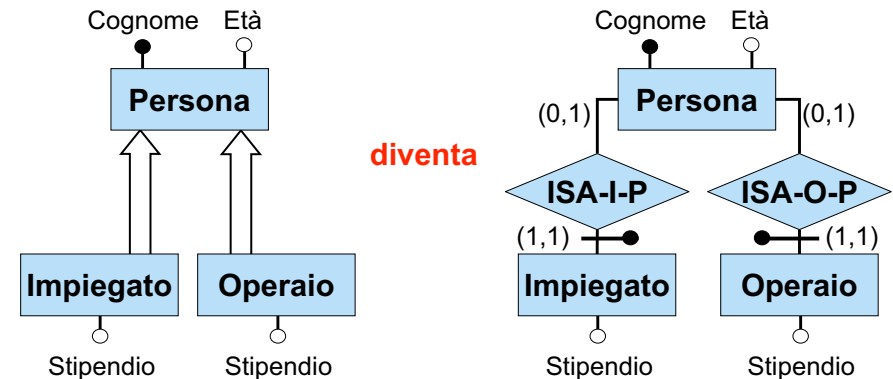 Cognome Età
Persona
Impiegato Operaio
Stipendio Stipendio
diventa
Cognome Età
Persona
(0,1) (0,1)
ISA-I-P ISA-O-P
(1,1) (1,1)
Impiegato Operaio
Stipendio Stipendio